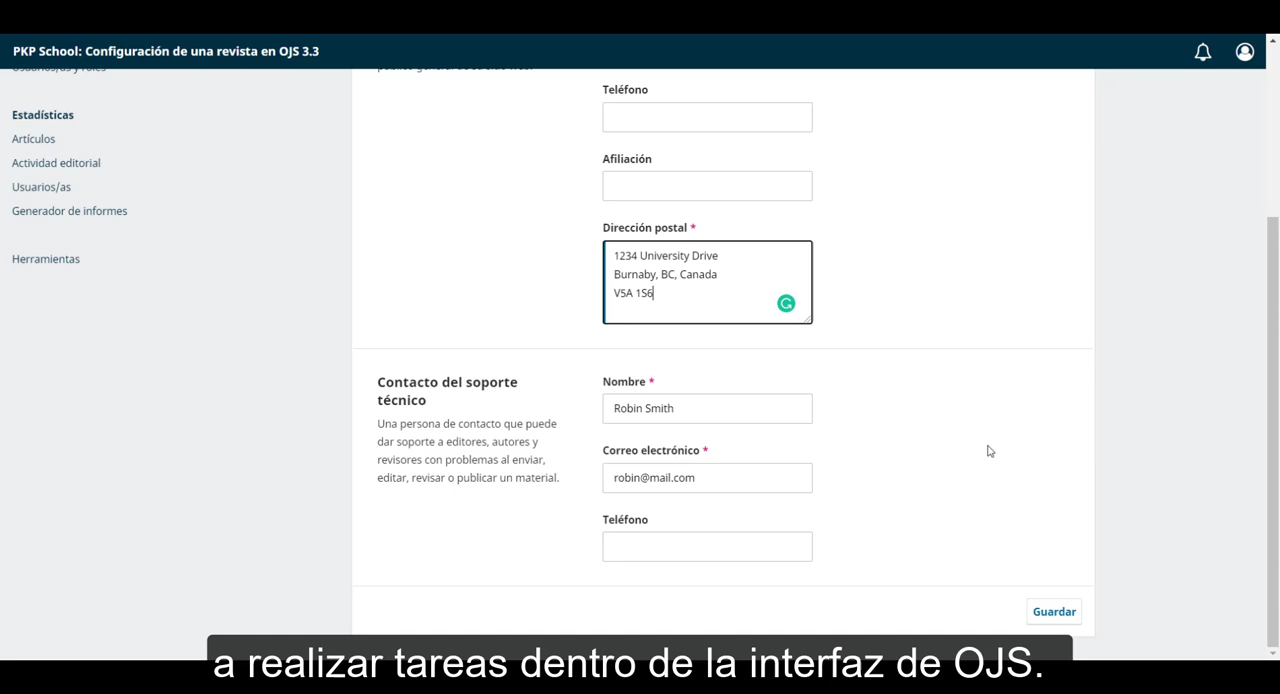 PKP School: Configuración de una revista en OJS 3.3
Usuarios/as y roles
Estadísticas
Artículos
Actividad editorial
Usuarios/as
Generador de informes
Herramientas
Teléfono
Afiliación
Dirección postal *
1234 University Drive
Burnaby, BC, Canada
V5A 1S6
Contacto del soporte
técnico
Una persona de contacto que puede
dar soporte a editores, autores y
revisores con problemas al enviar,
editar, revisar o publicar un material.
Nombre *
Robin Smith
Correo electrónico *
robin@mail.com
Teléfono
Guardar
a realizar tareas dentro de la interfaz de OJS.